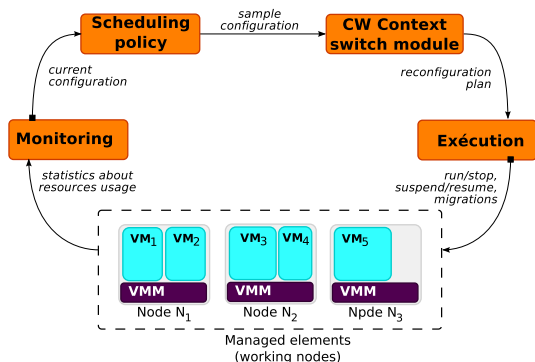 Scheduling
policy
sample
configuration
CW Context
switch module
current
configuration
reconfiguration
plan
Monitoring
Exécution
statistics about
resources usage
run/stop,
suspend/resume,
migrations
VM1 VM2 VM3 VM4 VM5
VMM VMM VMM
Node N1 Node N2 Npde N3
Managed elements
(working nodes)